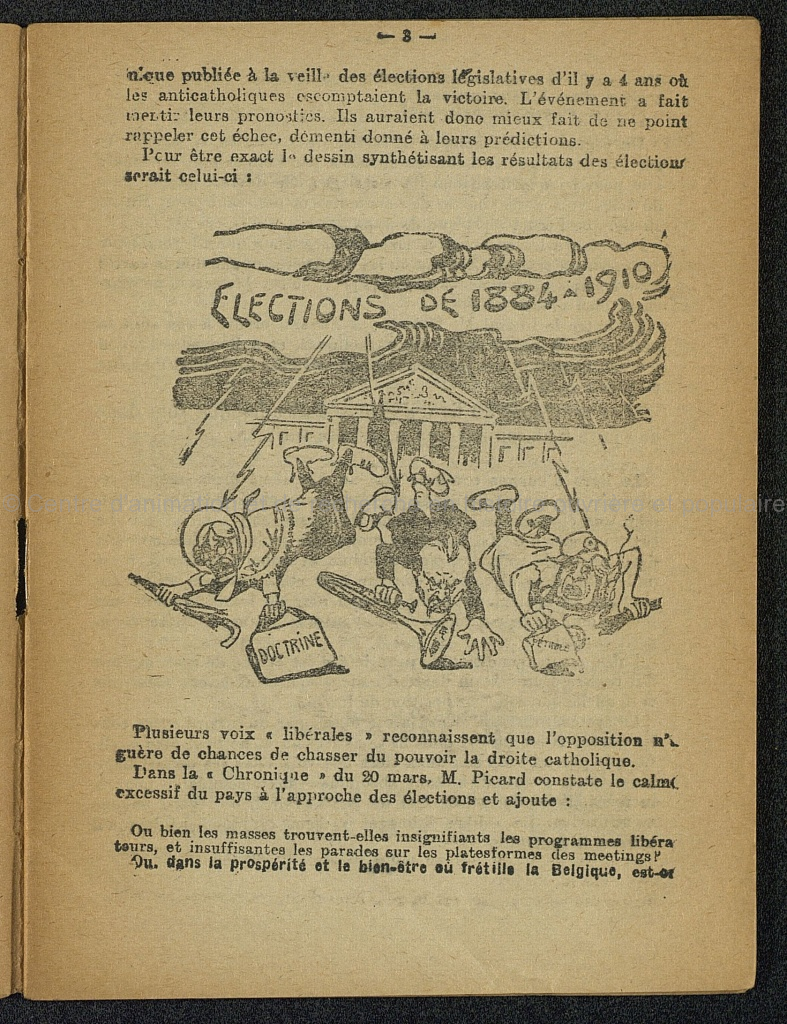 — 3 —
nique publiée à la veille des élections législatives d'il y a 4 ans où
les anticatholiques escomptaient la victoire. L'événement a fait
mentir leurs pronostics. Ils auraient donc mieux fait de ne point
rappeler cet échec, démenti donné à leurs prédictions.
Pour être exact le dessin synthétisant les résultats des élections
serait celui-ci :
ÉLECTIONS DE 1884 à 1910
DOCTRINE
Plusieurs voix « libérales » reconnaissent que l'opposition n'a
guère de chances de chasser du pouvoir la droite catholique.
Dans la « Chronique » du 20 mars, M. Picard constate le calme
excessif du pays à l'approche des élections et ajoute :
Ou bien les masses trouvent-elles insignifiants les programmes libéra
teurs, et insuffisantes les parades sur les platesformes des meetings?
Ou, dans la prospérité et le bien-être où frétille la Belgique, est-ce